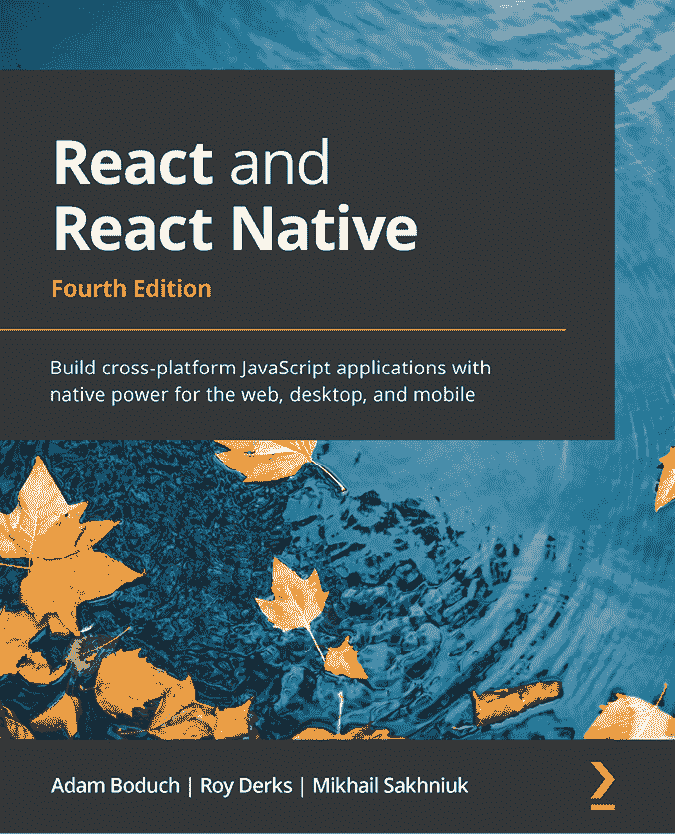 React and
React Native
Fourth Edition
Build cross-platform JavaScript applications with
native power for the web, desktop, and mobile
Adam Boduch | Roy Derks | Mikhail Sakhniuk